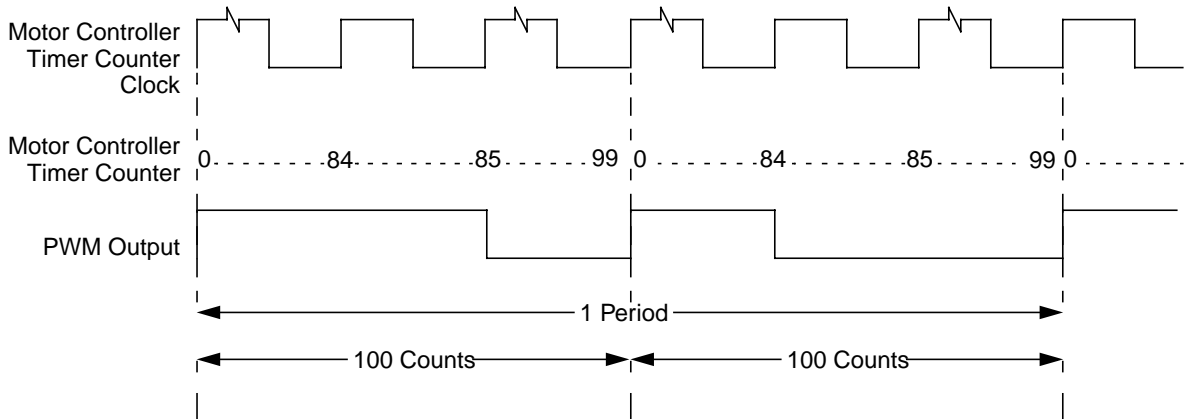 Motor Controller
Timer Counter
Clock
Motor Controller
Timer Counter
0 84 85 99 0 84 85 99 0
PWM Output
1 Period
100 Counts 100 Counts